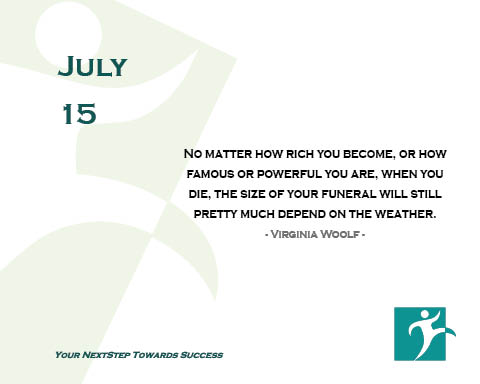 July
15
No matter how rich you become, or how
famous or powerful you are, when you
die, the size of your funeral will still
pretty much depend on the weather.
- Virginia Woolf -
Your NextStep Towards Success